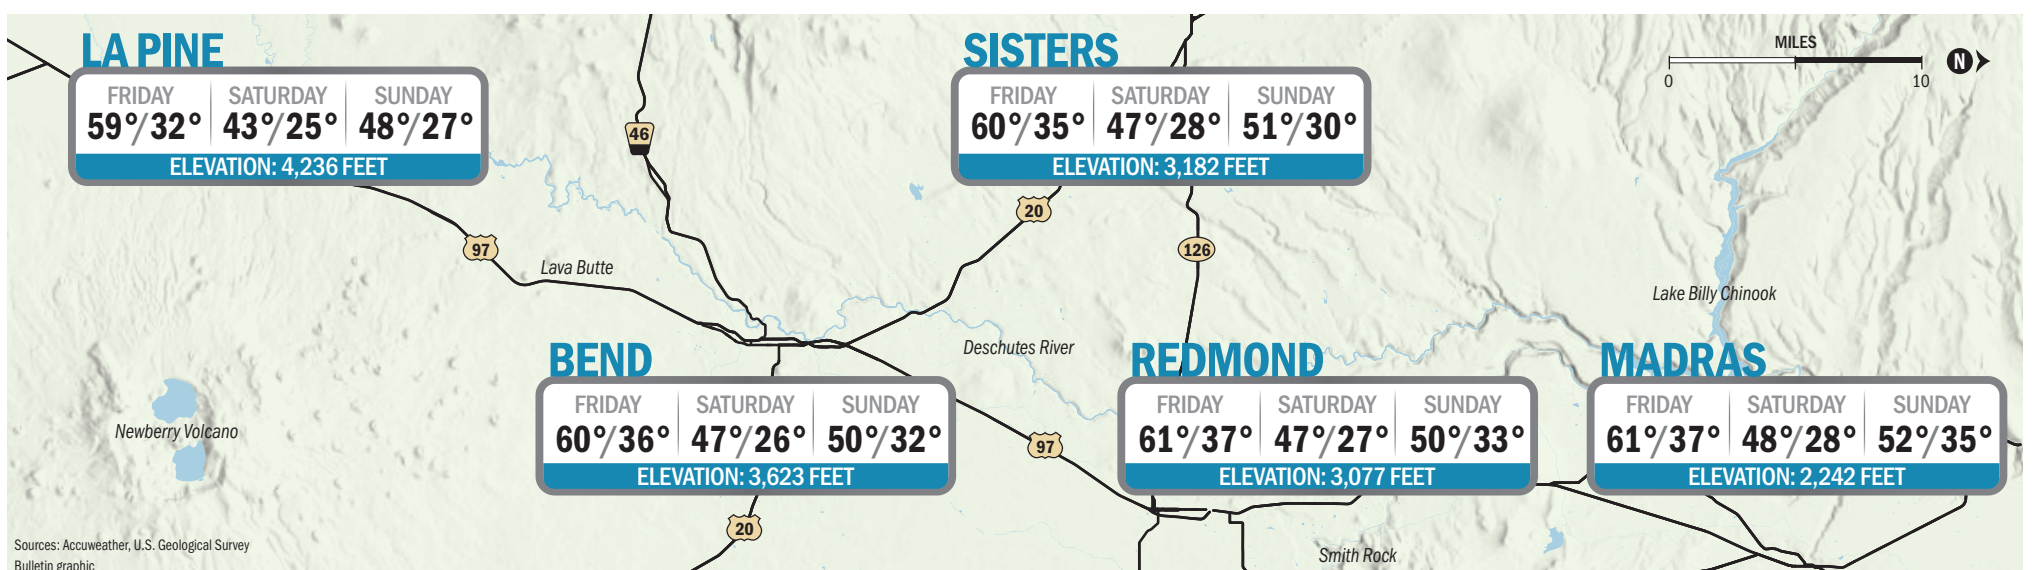 LA PINE
FRIDAY SATURDAY SUNDAY
59°/32° 43°/25° 48°/27°
ELEVATION: 4,236 FEET
46
SISTERS
FRIDAY SATURDAY SUNDAY
60°/35° 47°/28° 51°/30°
ELEVATION: 3,182 FEET
MILES
0 10
N
97
Lava Butte
20
126
Lake Billy Chinook
Deschutes River
Newberry Volcano
BEND
FRIDAY SATURDAY SUNDAY
60°/36° 47°/26° 50°/32°
ELEVATION: 3,623 FEET
97
REDMOND
FRIDAY SATURDAY SUNDAY
61°/37° 47°/27° 50°/33°
ELEVATION: 3,077 FEET
MADRAS
FRIDAY SATURDAY SUNDAY
61°/37° 48°/28° 52°/35°
ELEVATION: 2,242 FEET
20
Smith Rock
Sources: Accuweather, U.S. Geological Survey
Bulletin graphic